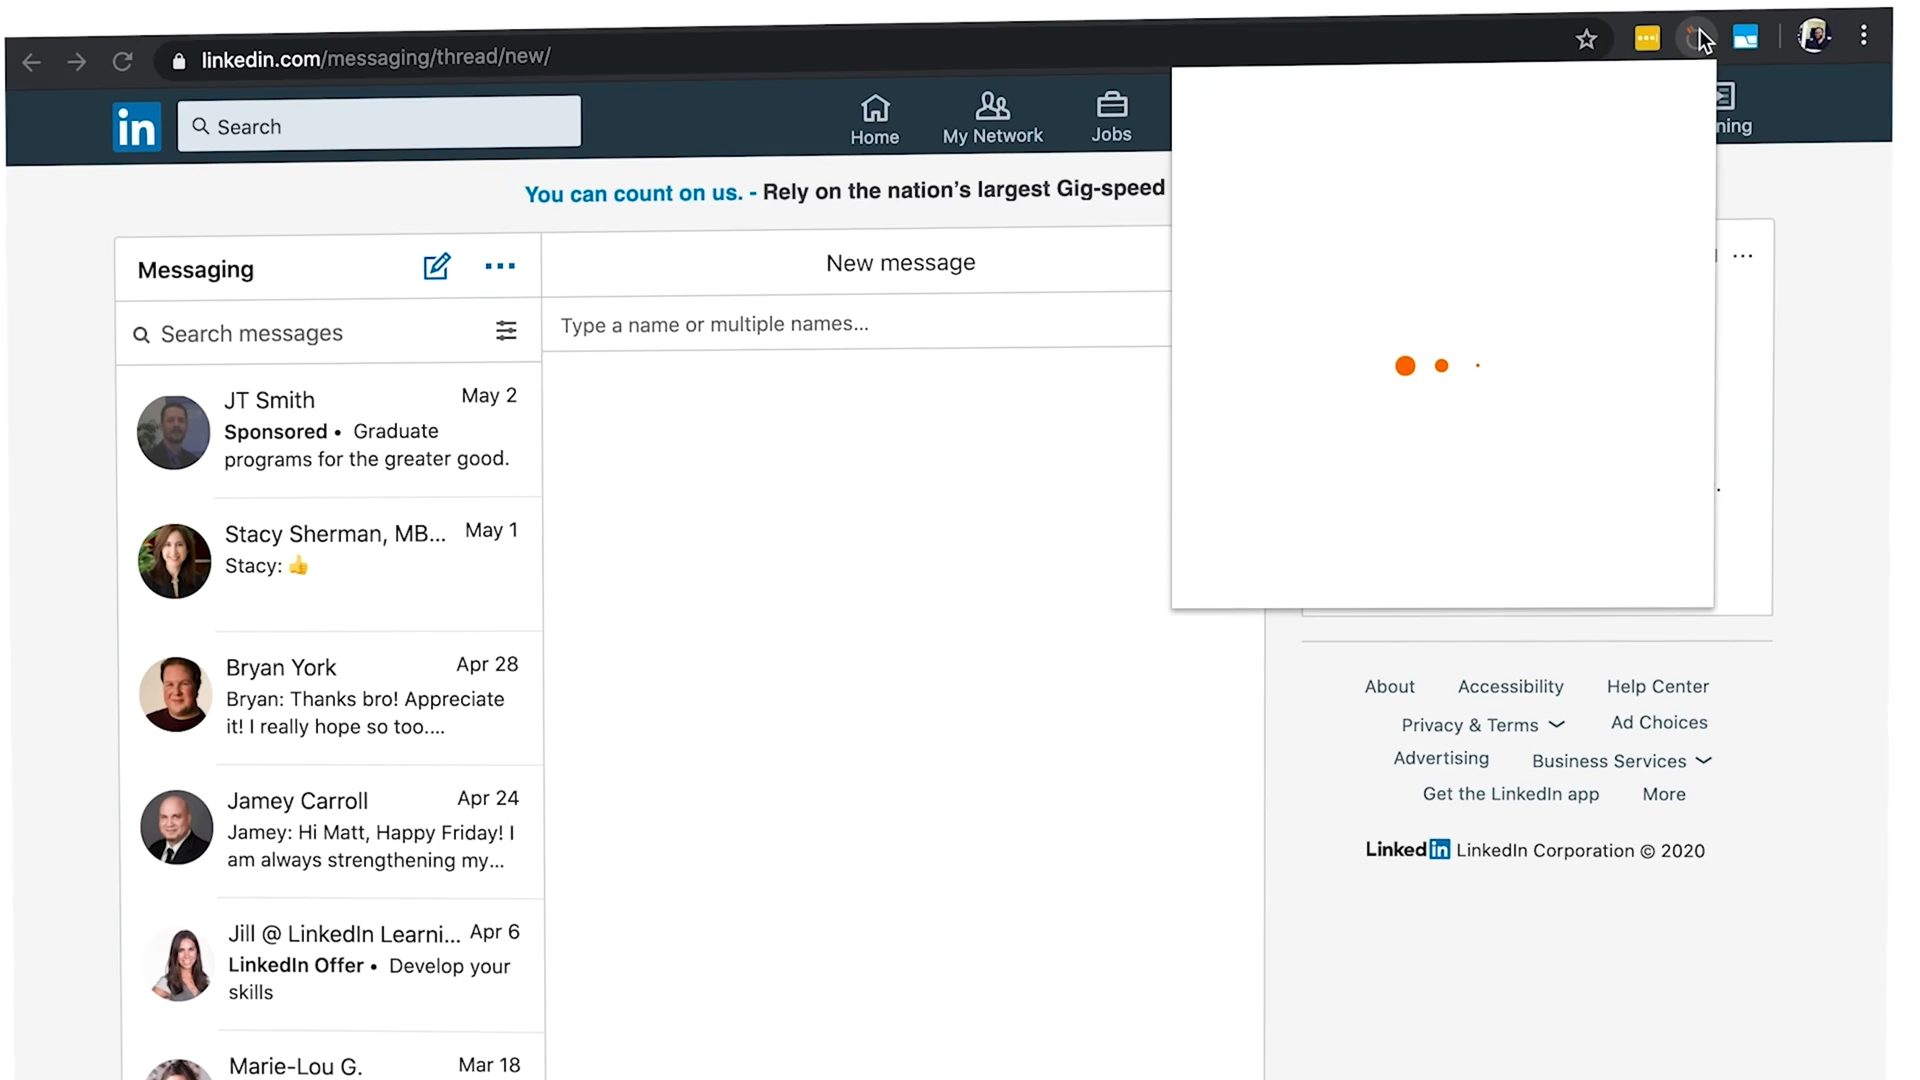 linkedin.com/messaging/thread/new/
in
Search
Home
My Network
Jobs
ning
You can count on us. - Rely on the nation's largest Gig-speed
Messaging
...
New message
...
Search messages
Type a name or multiple names...
JT Smith May 2
Sponsored • Graduate
programs for the greater good.
Stacy Sherman, MB... May 1
Stacy: 👍
Bryan York Apr 28
Bryan: Thanks bro! Appreciate
it! I really hope so too....
Jamey Carroll Apr 24
Jamey: Hi Matt, Happy Friday! I
am always strengthening my...
Jill @ LinkedIn Learni... Apr 6
LinkedIn Offer • Develop your
skills
Marie-Lou G. Mar 18
About Accessibility Help Center
Privacy & Terms Ad Choices
Advertising Business Services
Get the LinkedIn app More
LinkedIn LinkedIn Corporation © 2020